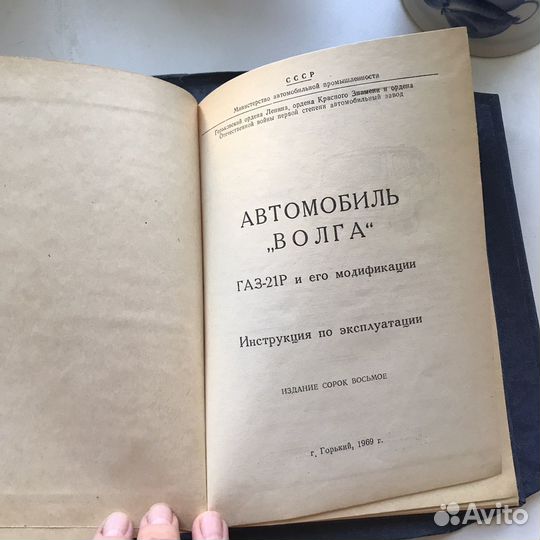 СССР
Министерство автомобильной промышленности
Горьковский ордена Ленина, ордена Красного Знамени и ордена
Отечественной войны первой степени автомобильный завод
АВТОМОБИЛЬ
„ВОЛГА“
ГАЗ-21Р и его модификации
Инструкция по эксплуатации
ИЗДАНИЕ СОРОК ВОСЬМОЕ
г. Горький, 1969 г.
Avito